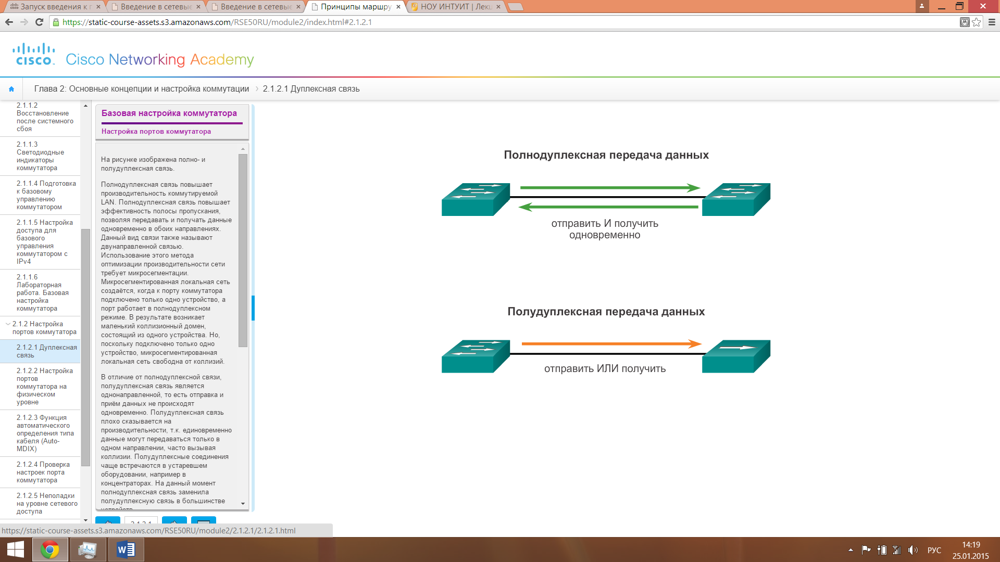 Запуск введения к г
Введение в сетевые
Введение в сетевые
Принципы маршру
НОУ ИНТУИТ | Лекц
https://static-course-assets.s3.amazonaws.com/RSE50RU/module2/index.html#2.1.2.1
cisco.
Cisco Networking Academy
Глава 2: Основные концепции и настройка коммутации
2.1.2.1 Дуплексная связь
2.1.1.2
Восстановление
после системного
сбоя
2.1.1.3
Светодиодные
индикаторы
коммутатора
2.1.1.4 Подготовка
к базовому
управлению
коммутатором
2.1.1.5 Настройка
доступа для
базового
управления
коммутатором с
IPv4
2.1.1.6
Лабораторная
работа. Базовая
настройка
коммутатора
2.1.2 Настройка
портов коммутатора
2.1.2.1 Дуплексная
связь
2.1.2.2 Настройка
портов
коммутатора на
физическом
уровне
2.1.2.3 Функция
автоматического
определения типа
кабеля (Auto-
MDIX)
2.1.2.4 Проверка
настроек порта
коммутатора
2.1.2.5 Неполадки
на уровне сетевого
доступа
Базовая настройка коммутатора
Настройка портов коммутатора
На рисунке изображена полно- и
полудуплексная связь.
Полнодуплексная связь повышает
производительность коммутируемой
LAN. Полнодуплексная связь повышает
эффективность полосы пропускания,
позволяя передавать и получать данные
одновременно в обоих направлениях.
Данный вид связи также называют
двунаправленной связью.
Использование этого метода
оптимизации производительности сети
требует микросегментации.
Микросегментированная локальная сеть
создаётся, когда к порту коммутатора
подключено только одно устройство, а
порт работает в полнодуплексном
режиме. В результате возникает
маленький коллизионный домен,
состоящий из одного устройства. Но,
поскольку подключено только одно
устройство, микросегментированная
локальная сеть свободна от коллизий.
В отличие от полнодуплексной связи,
полудуплексная связь является
однонаправленной, то есть отправка и
приём данных не происходят
одновременно. Полудуплексная связь
плохо сказывается на
производительности, т.к. единовременно
данные могут передаваться только в
одном направлении, часто вызывая
коллизии. Полудуплексные соединения
чаще встречаются в устаревшем
оборудовании, например в
концентраторах. На данный момент
полнодуплексная связь заменила
полудуплексную связь в большинстве
устройств.
2.1.2.1
Полнодуплексная передача данных
отправить И получить
одновременно
Полудуплексная передача данных
отправить ИЛИ получить
https://static-course-assets.s3.amazonaws.com/RSE50RU/module2/2.1.2.1/2.1.2.1.html
РУС
14:19
25.01.2015